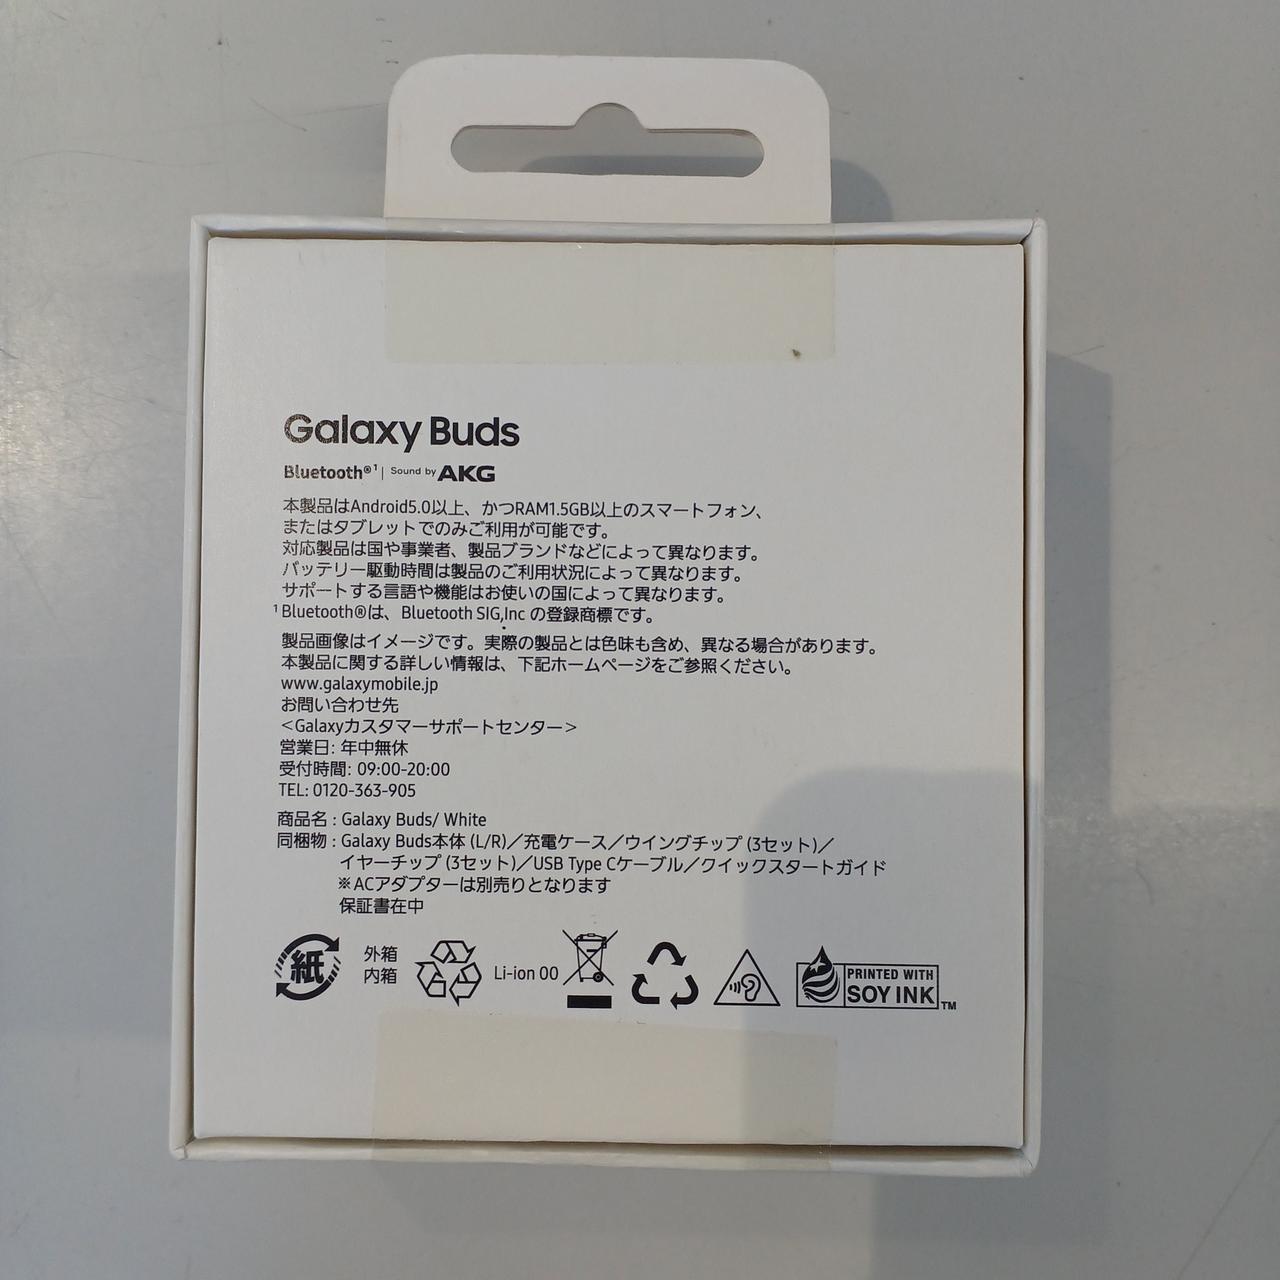 Galaxy Buds
Bluetooth®¹ | Sound by AKG
本製品はAndroid5.0以上、かつRAM1.5GB以上のスマートフォン、
またはタブレットでのみご利用が可能です。
対応製品は国や事業者、製品ブランドなどによって異なります。
バッテリー駆動時間は製品のご利用状況によって異なります。
サポートする言語や機能はお使いの国によって異なります。
¹ Bluetooth®は、Bluetooth SIG,Inc の登録商標です。
製品画像はイメージです。実際の製品とは色味も含め、異なる場合があります。
本製品に関する詳しい情報は、下記ホームページをご参照ください。
www.galaxymobile.jp
お問い合わせ先
<Galaxyカスタマーサポートセンター>
営業日: 年中無休
受付時間: 09:00-20:00
TEL: 0120-363-905
商品名 : Galaxy Buds/ White
同梱物 : Galaxy Buds本体 (L/R)／充電ケース／ウイングチップ (3セット)／
イヤーチップ (3セット)／USB Type Cケーブル／クイックスタートガイド
※ACアダプターは別売りとなります
保証書在中
紙
外箱
内箱
Li-ion 00
PRINTED WITH
SOY INK™